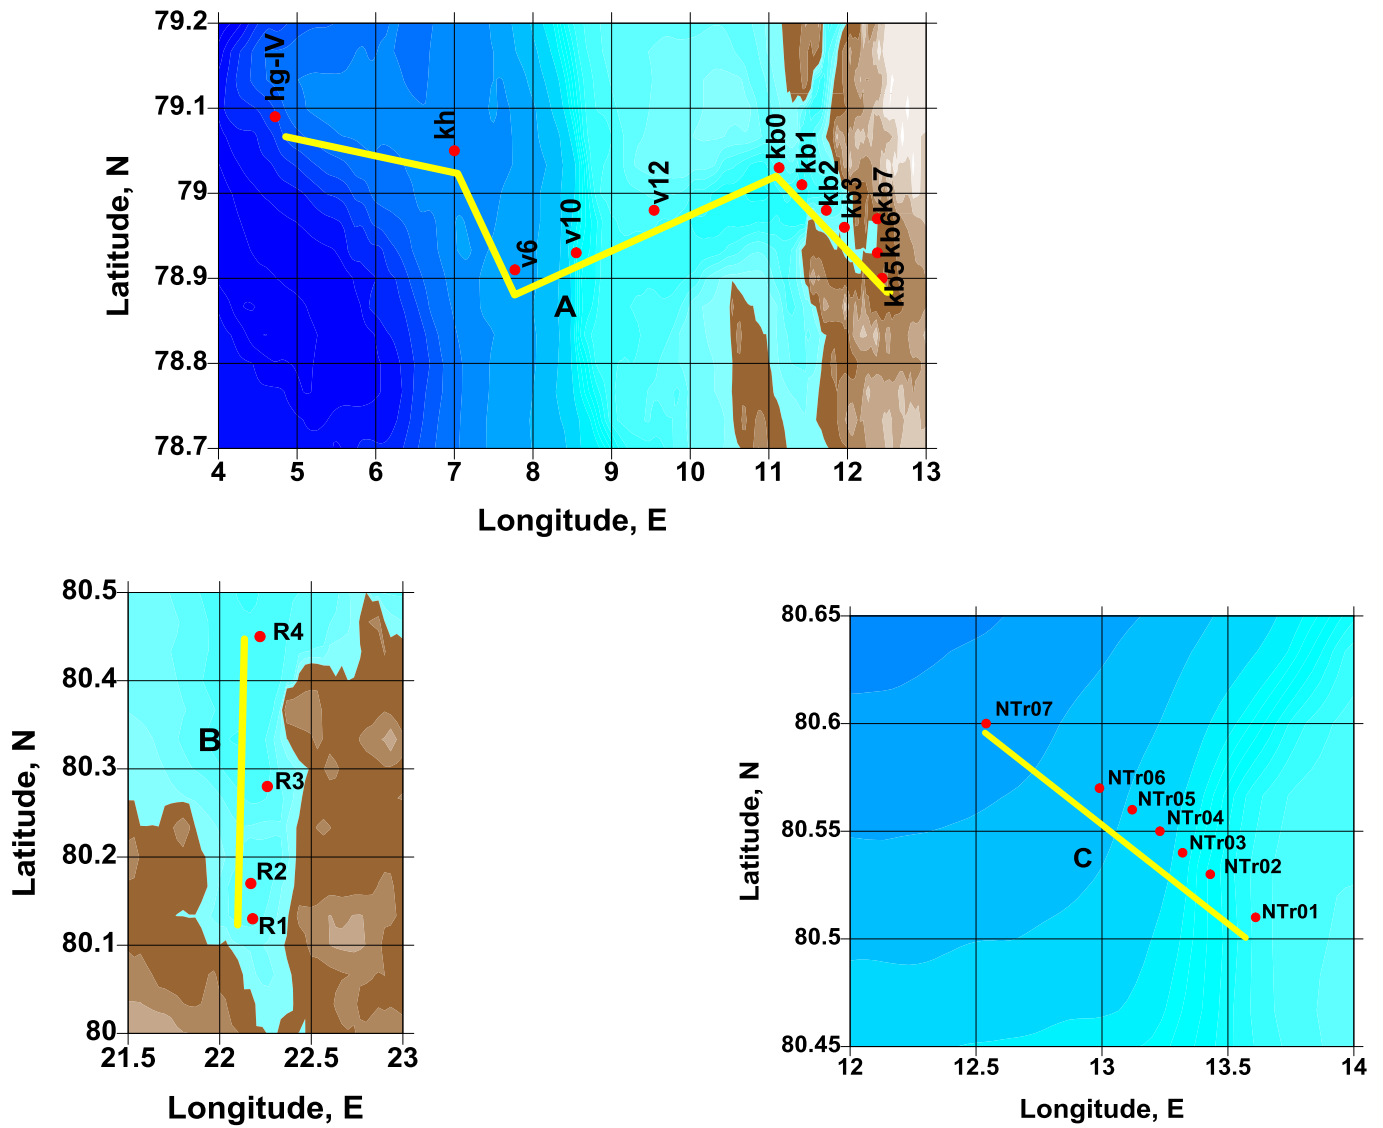 79.2
79.1
79
78.9
78.8
78.7
Latitude, N
hg-IV
kh
v6
v10
v12
kb0
kb1
kb2
kb3
kb7
kb6
kb5
A
4 5 6 7 8 9 10 11 12 13
Longitude, E
80.5
80.4
80.3
80.2
80.1
80
Latitude, N
R4
B
R3
R2
R1
21.5 22 22.5 23
Longitude, E
80.65
80.6
80.55
80.5
80.45
Latitude, N
NTr07
NTr06
NTr05
NTr04
NTr03
C
NTr02
NTr01
12 12.5 13 13.5 14
Longitude, E